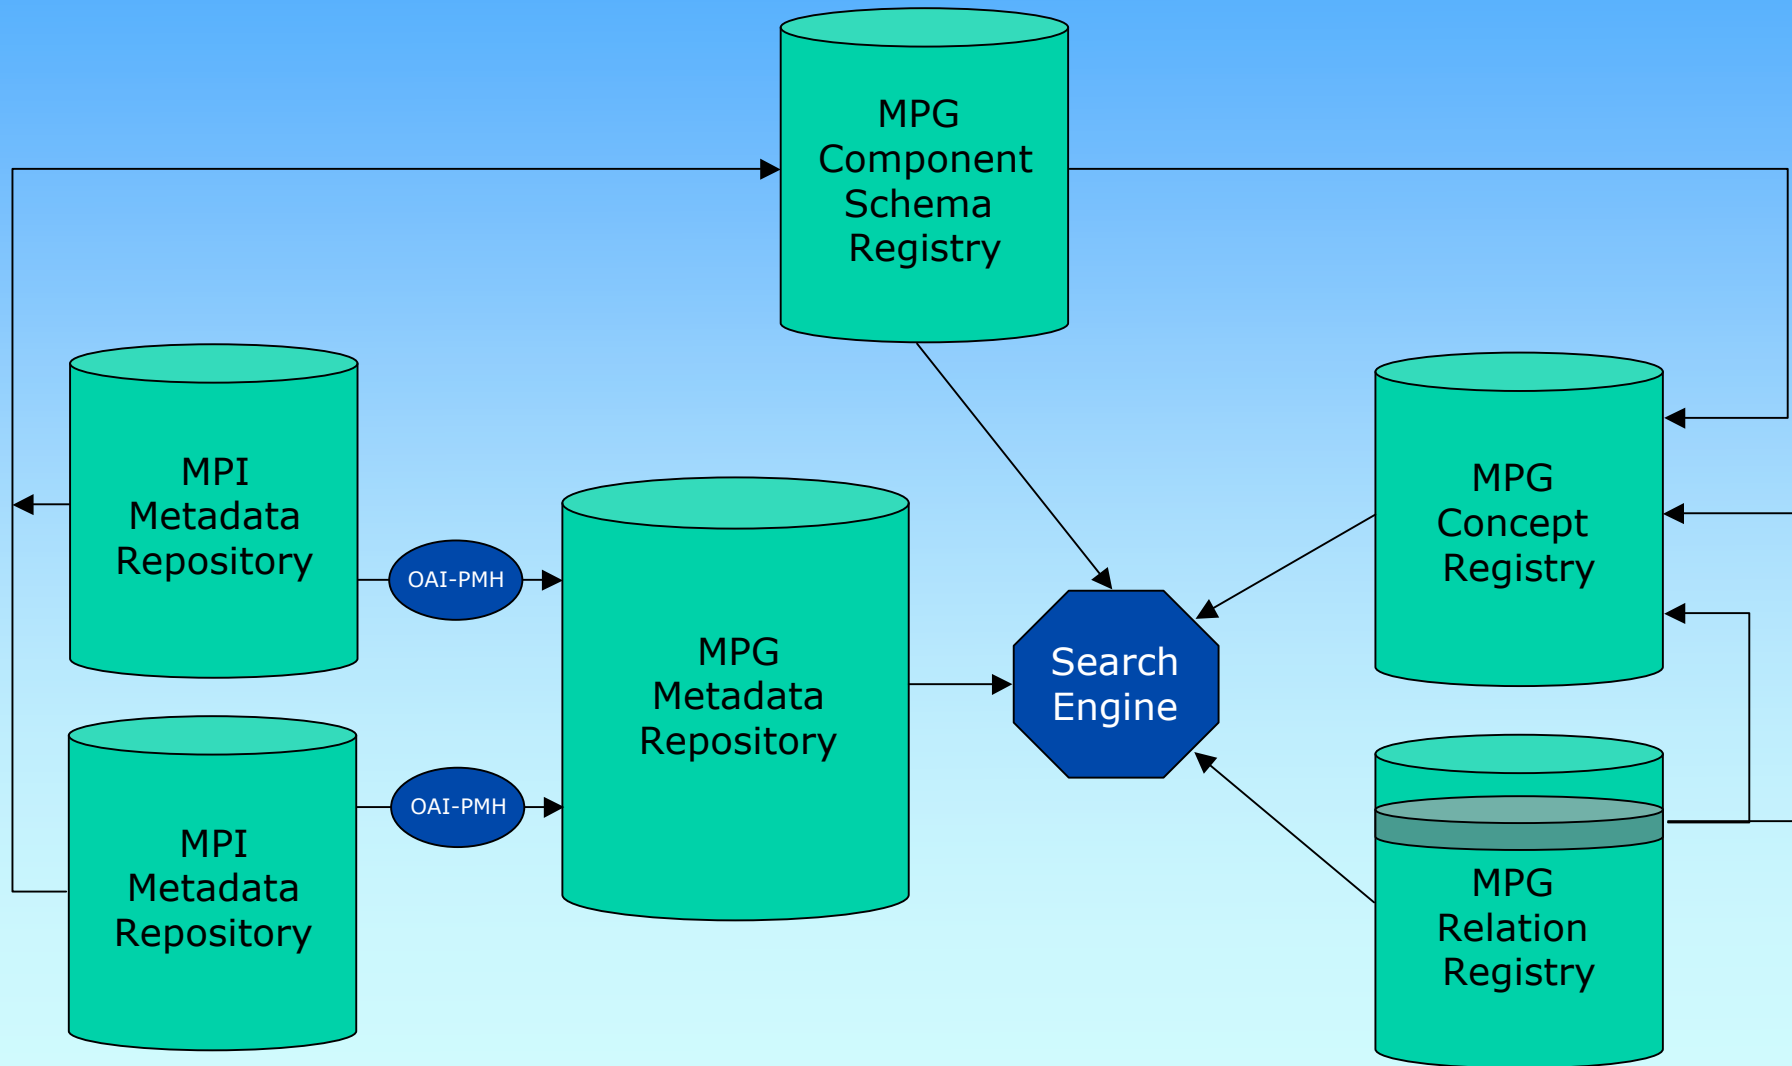 MPG
Component
Schema
Registry
MPI
Metadata
Repository
OAI-PMH
MPG
Metadata
Repository
Search
Engine
MPG
Concept
Registry
MPI
Metadata
Repository
OAI-PMH
MPG
Relation
Registry